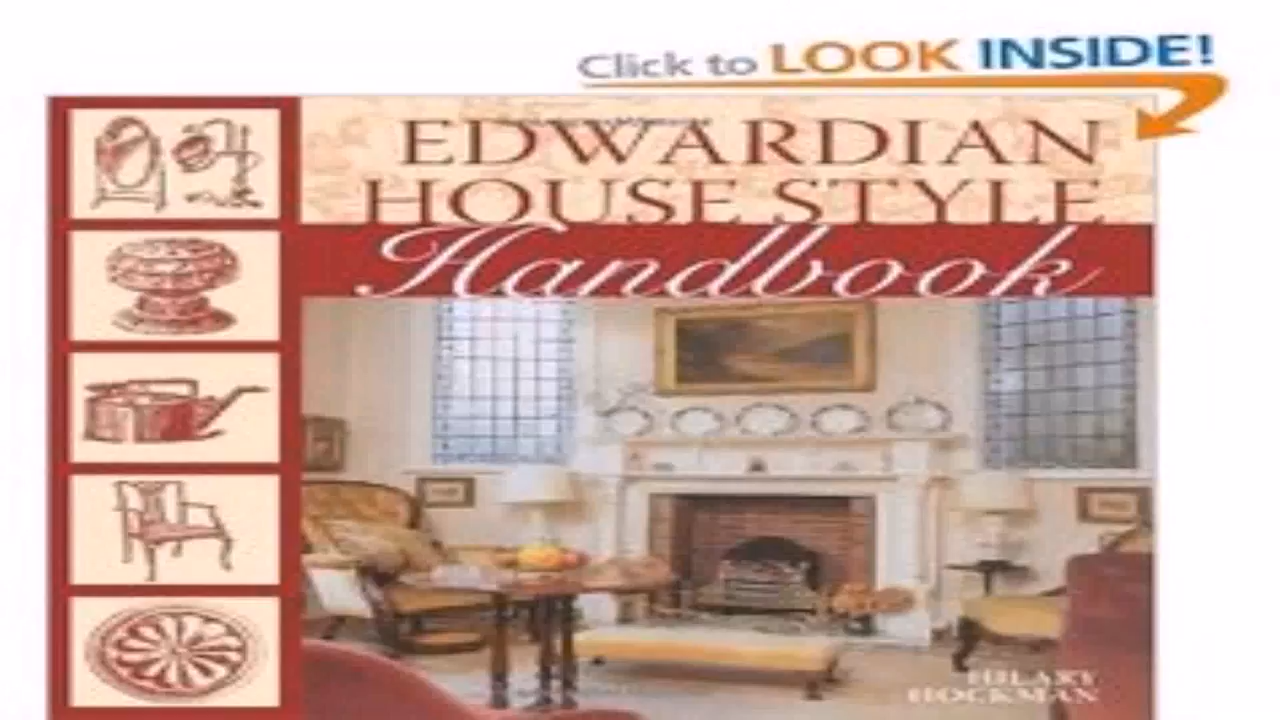 Click to LOOK INSIDE!
EDWARDIAN
HOUSE STYLE
Handbook
HILARY
HOCKMAN